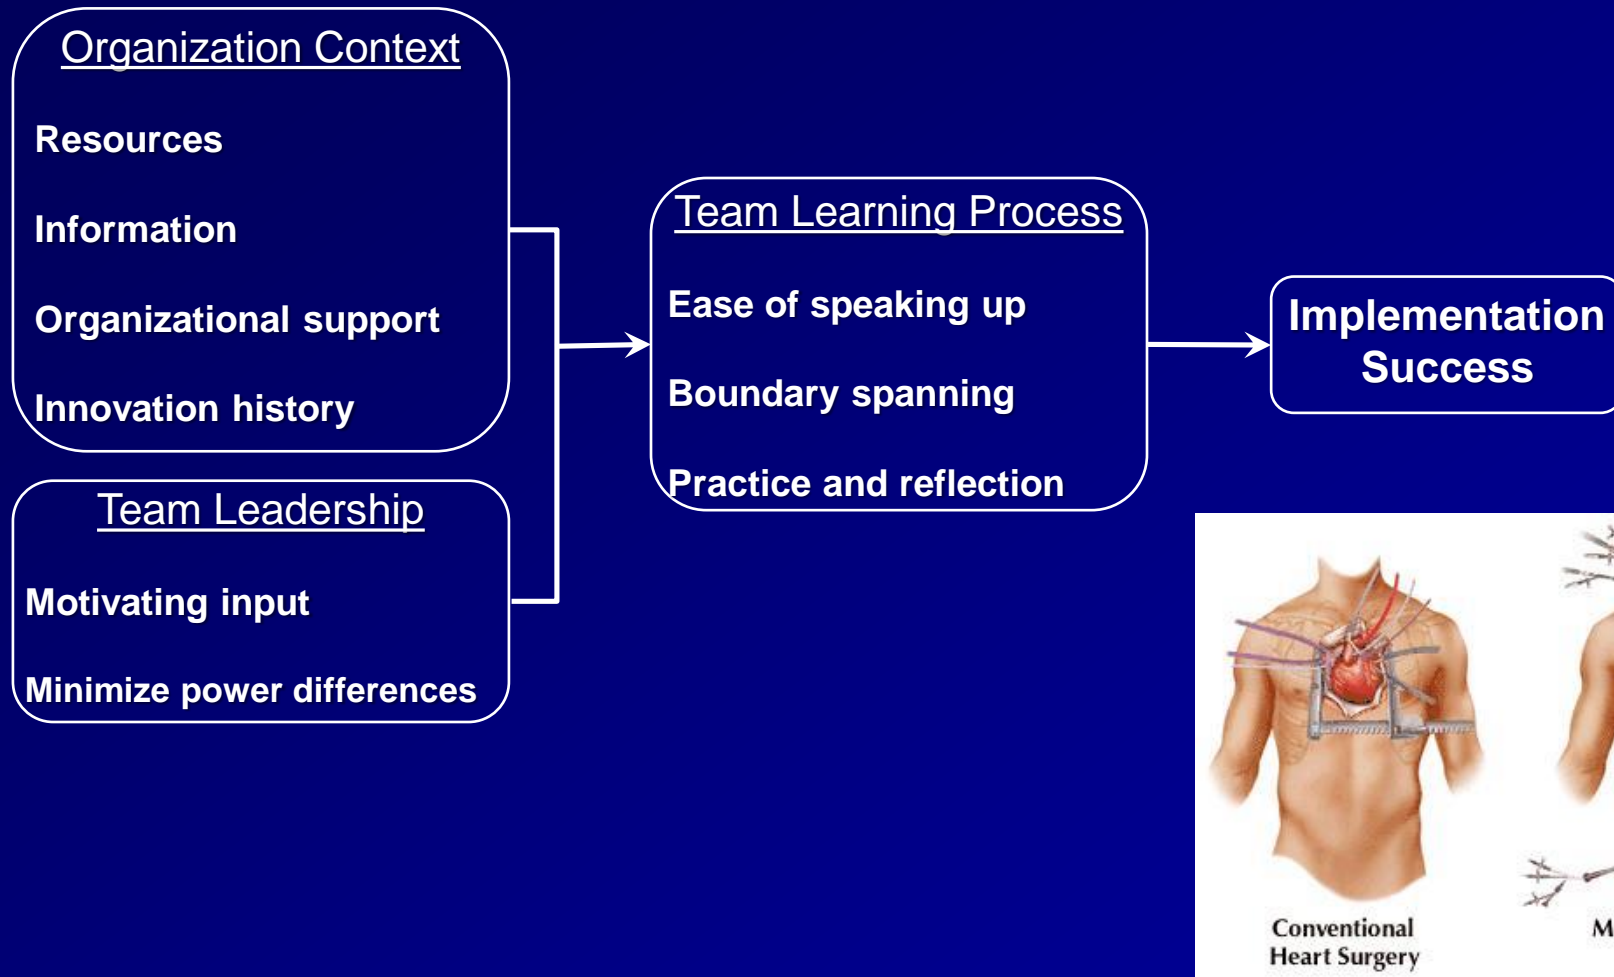 Organization Context
Resources
Information
Organizational support
Innovation history
Team Leadership
Motivating input
Minimize power differences
Team Learning Process
Ease of speaking up
Boundary spanning
Practice and reflection
Implementation
Success
Conventional
Heart Surgery